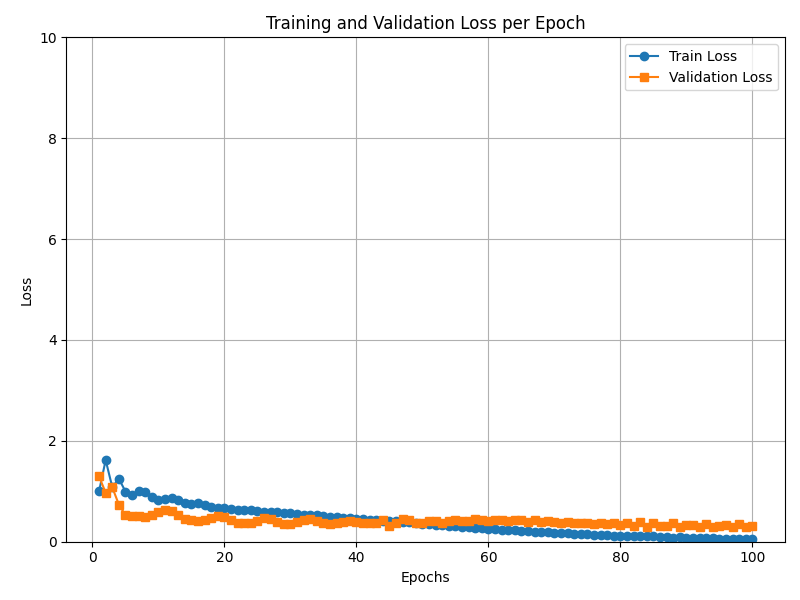 Training and Validation Loss per Epoch
Train Loss
Validation Loss
Loss
10
8
6
4
2
0
0 20 40 60 80 100
Epochs